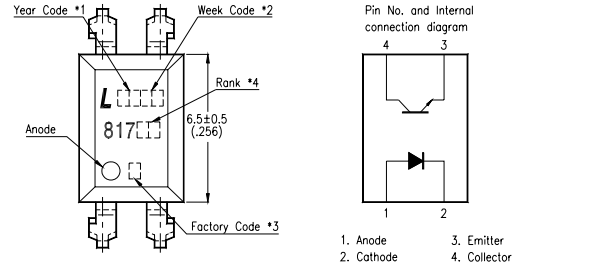 Year Code *1
Week Code *2
L
Rank *4
817
6.5±0.5
(.256)
Anode
Factory Code *3
Pin No. and Internal
connection diagram
4 3
1 2
1. Anode 3. Emitter
2. Cathode 4. Collector